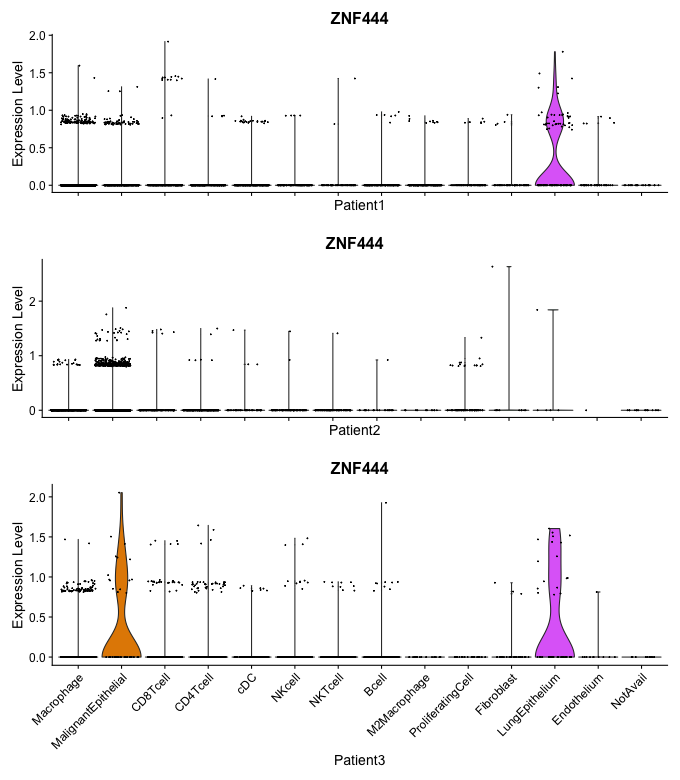 ZNF444
Expression Level
2.0
1.5
1.0
0.5
0.0
Patient1
ZNF444
Expression Level
2
1
0
Patient2
ZNF444
Expression Level
2.0
1.5
1.0
0.5
0.0
Macrophage
MalignantEpithelial
CD8Tcell
CD4Tcell
cDC
NKcell
NKTcell
Bcell
M2Macrophage
ProliferatingCell
Fibroblast
LungEpithelium
Endothelium
NotAvail
Patient3